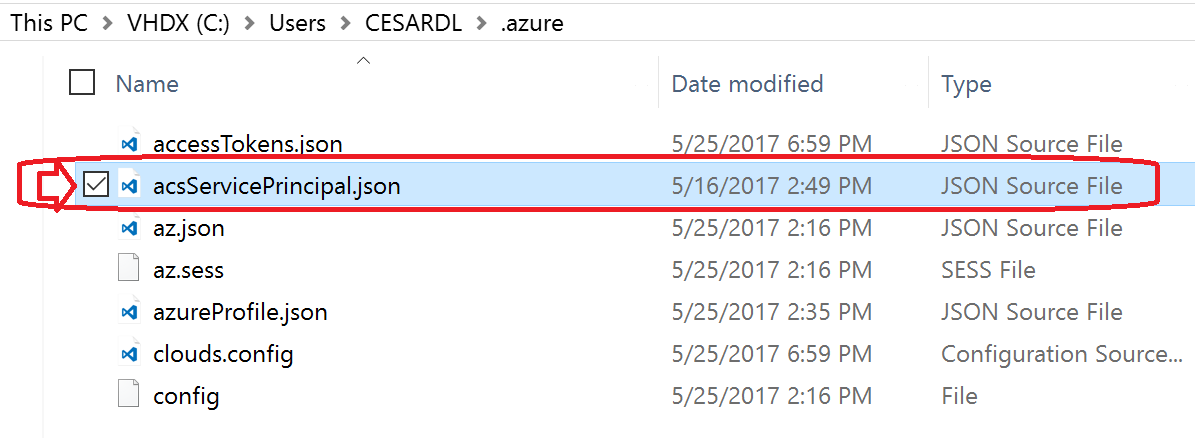 This PC > VHDX (C:) > Users > CESARDL > .azure
Name Date modified Type
accessTokens.json 5/25/2017 6:59 PM JSON Source File
acsServicePrincipal.json 5/16/2017 2:49 PM JSON Source File
az.json 5/25/2017 2:16 PM JSON Source File
az.sess 5/25/2017 2:16 PM SESS File
azureProfile.json 5/25/2017 2:35 PM JSON Source File
clouds.config 5/25/2017 6:59 PM Configuration Source...
config 5/25/2017 2:16 PM File